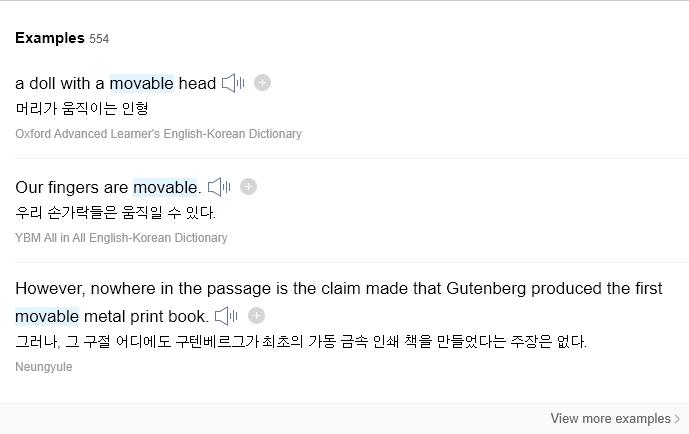 Examples 554
a doll with a movable head
머리가 움직이는 인형
Oxford Advanced Learner's English-Korean Dictionary
Our fingers are movable.
우리 손가락들은 움직일 수 있다.
YBM All in All English-Korean Dictionary
However, nowhere in the passage is the claim made that Gutenberg produced the first
movable metal print book.
그러나, 그 구절 어디에도 구텐베르그가 최초의 가동 금속 인쇄 책을 만들었다는 주장은 없다.
Neungyule
View more examples